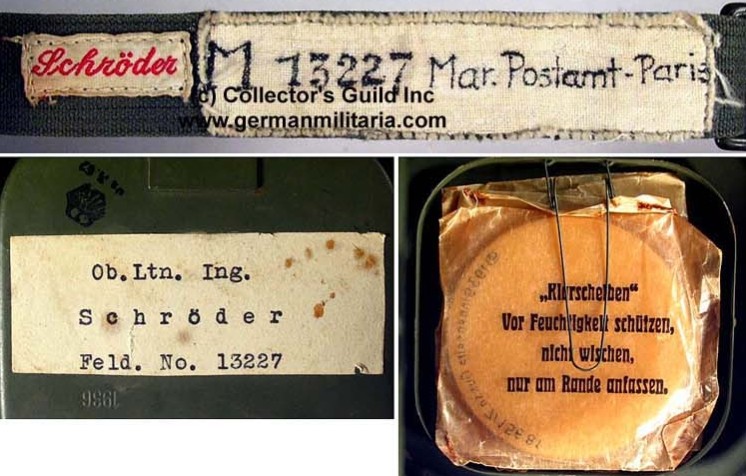 Schröder
M 13227 Mar. Postamt-Paris
(c) Collector's Guild Inc
www.germanmilitaria.com
Ob.Ltn. Ing.
Schröder
Feld. No. 13227
1936
„Klarscheiben"
Vor Feuchtigkeit schützen,
nicht wischen,
nur am Rande anfassen.